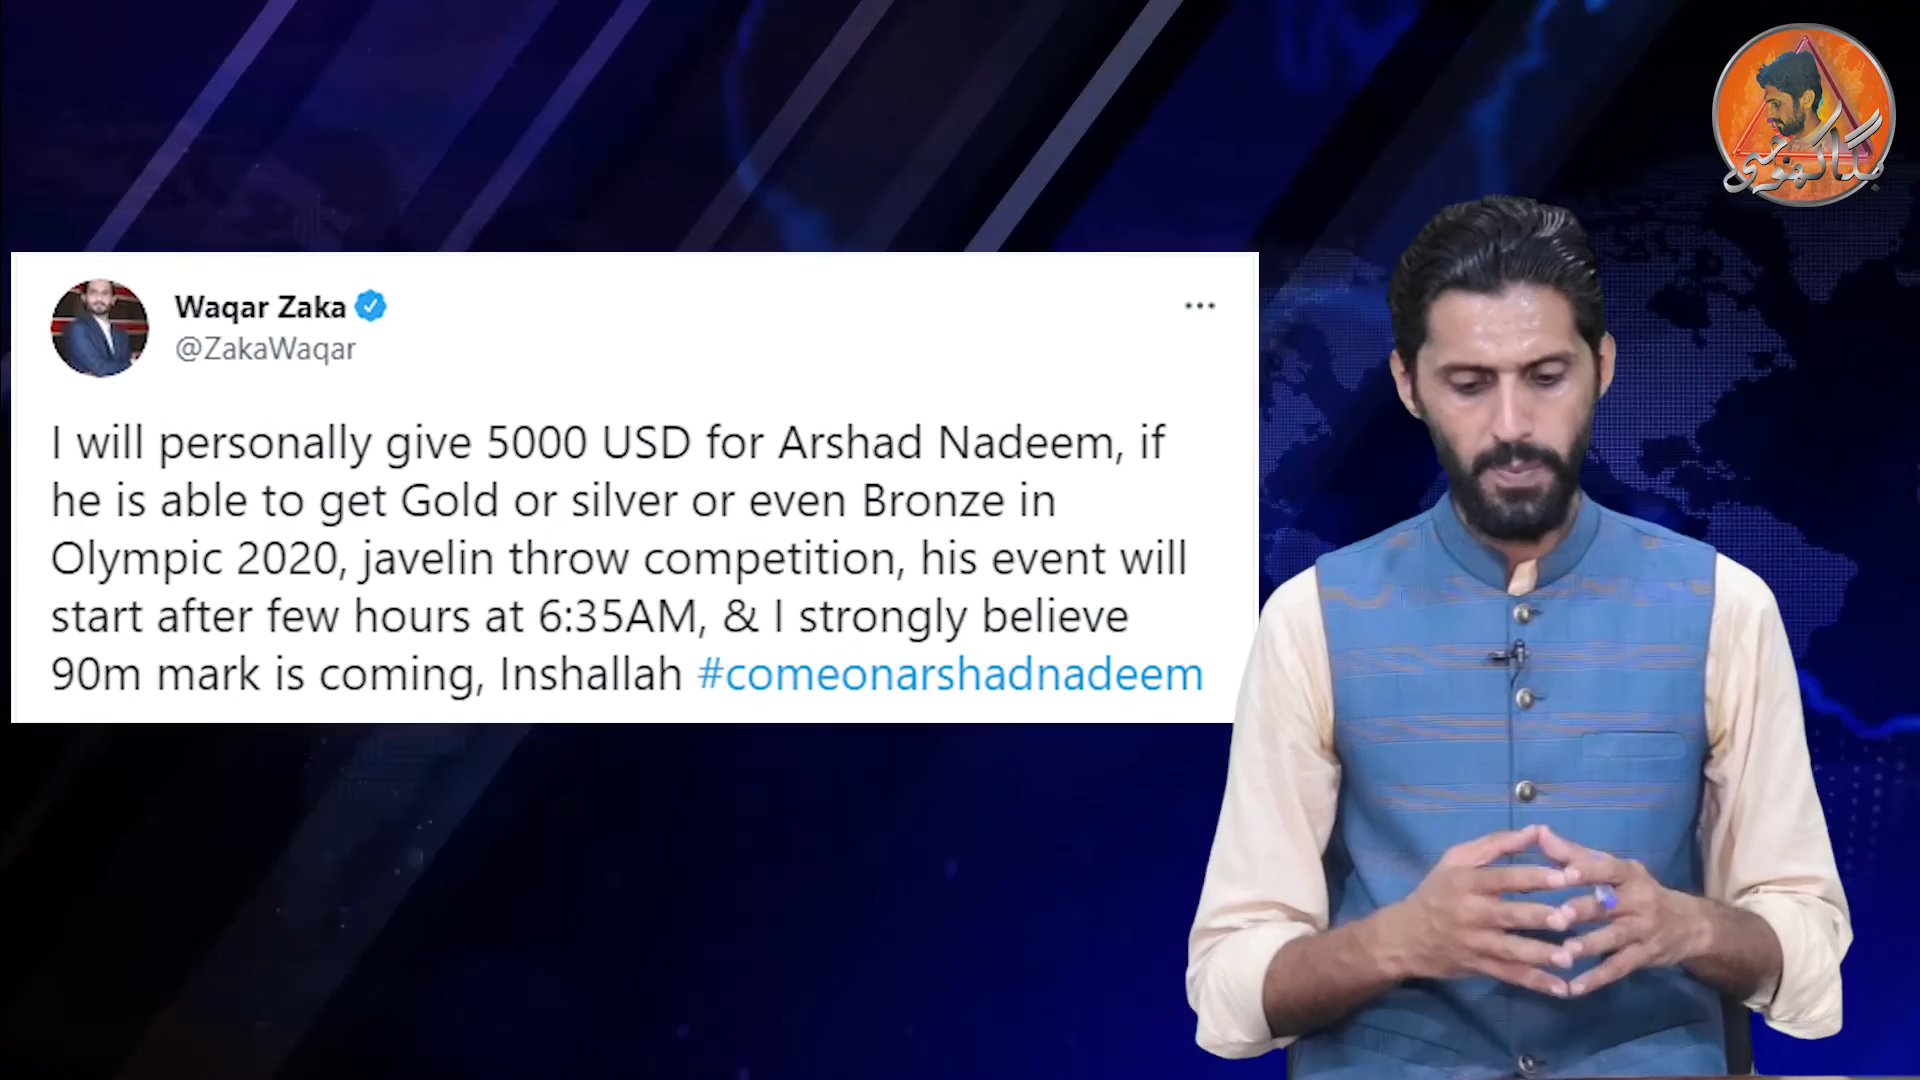 Waqar Zaka
@ZakaWaqar
I will personally give 5000 USD for Arshad Nadeem, if
he is able to get Gold or silver or even Bronze in
Olympic 2020, javelin throw competition, his event will
start after few hours at 6:35AM, & I strongly believe
90m mark is coming, Inshallah #comeonarshadnadeem